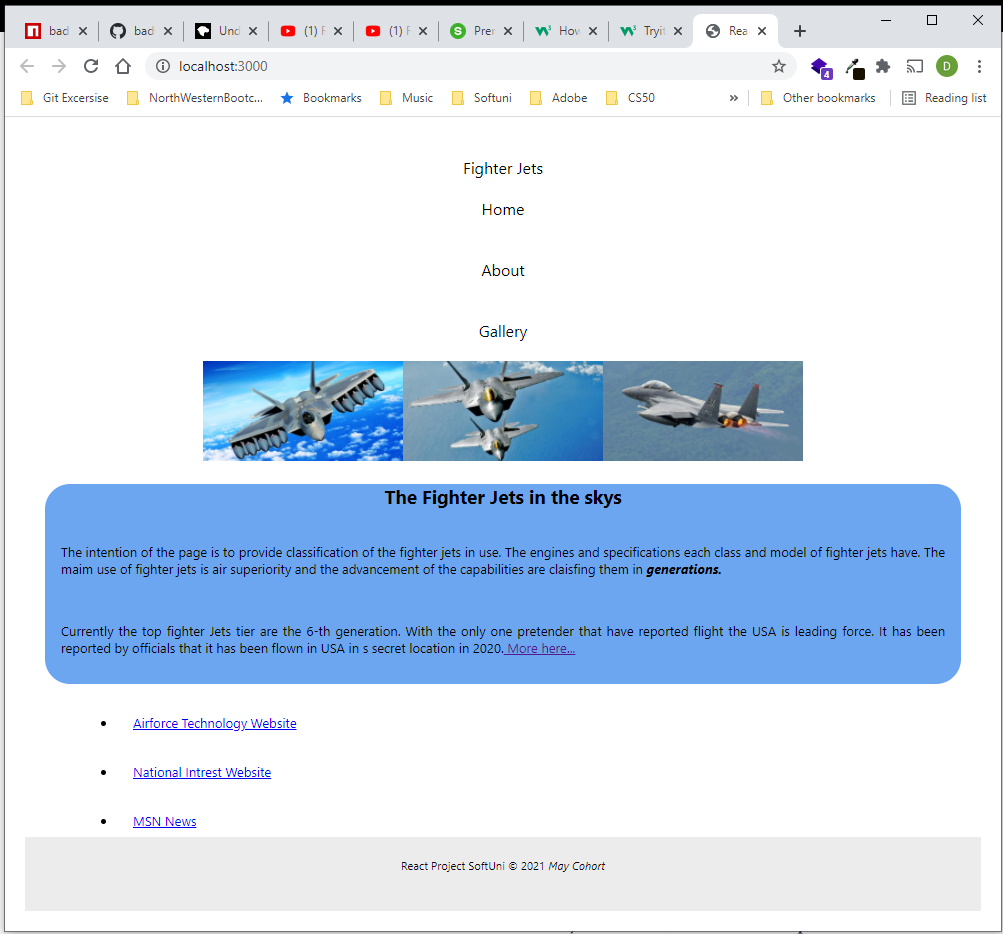 bad
bad
Und
(1) F
(1) F
Prer
How
Tryit
Rea
localhost:3000
4
D
Git Excersise
NorthWesternBootc...
Bookmarks
Music
Softuni
Adobe
CS50
»
Other bookmarks
Reading list
Fighter Jets
Home
About
Gallery
The Fighter Jets in the skys
The intention of the page is to provide classification of the fighter jets in use. The engines and specifications each class and model of fighter jets have. The
maim use of fighter jets is air superiority and the advancement of the capabilities are claisfing them in generations.
Currently the top fighter Jets tier are the 6-th generation. With the only one pretender that have reported flight the USA is leading force. It has been
reported by officials that it has been flown in USA in s secret location in 2020. More here...
Airforce Technology Website
National Intrest Website
MSN News
React Project SoftUni © 2021 May Cohort